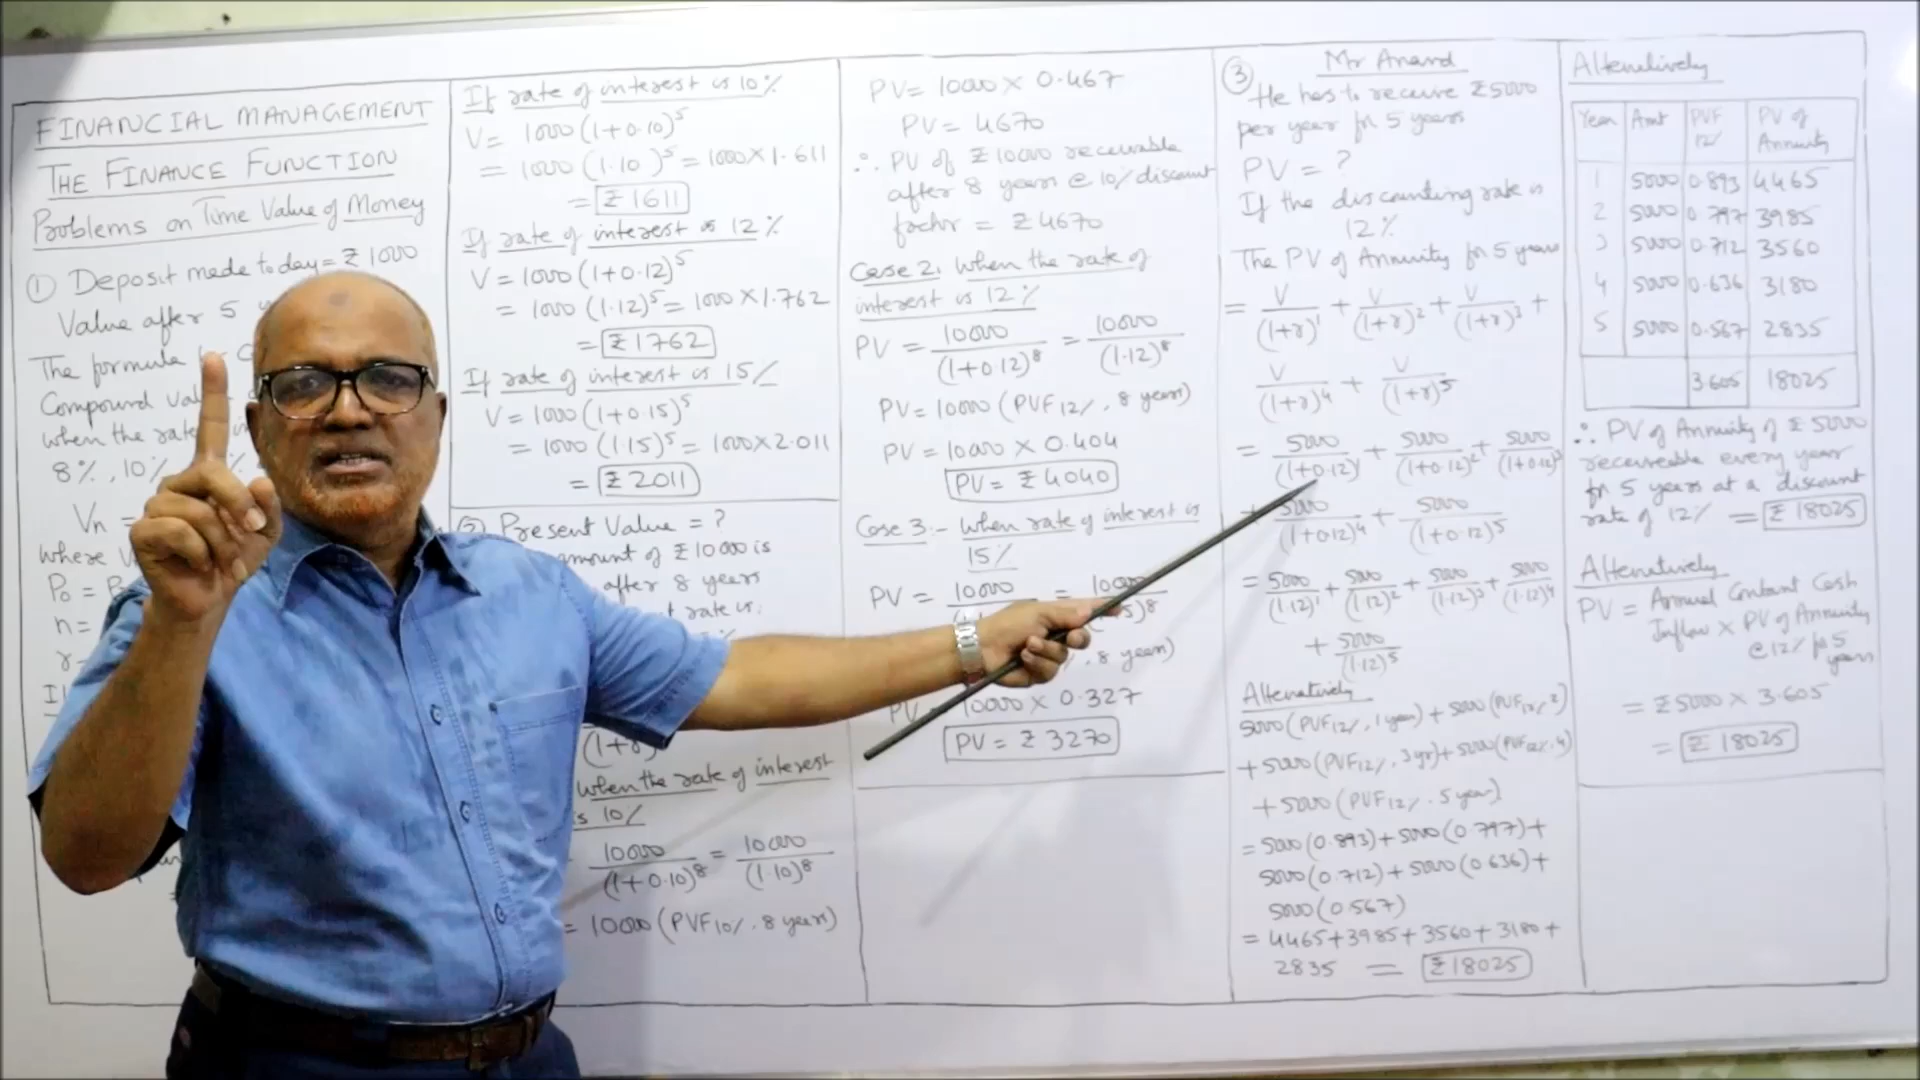 FINANCIAL MANAGEMENT
THE FINANCE FUNCTION
Problems on Time Value of Money
① Deposit made today = ₹ 1000
Value after 5
The formula
Compound
when the rate
8%, 10%
Vn =
where
P0 =
n =
If rate of interest is 10%
V = 1000 (1+0.10)^5
= 1000 (1.10)^5 = 1000 × 1.611
= ₹ 1611
If rate of interest is 12%
V = 1000 (1+0.12)^5
= 1000 (1.12)^5 = 1000 × 1.762
= ₹ 1762
If rate of interest is 15%
V = 1000 (1+0.15)^5
= 1000 (1.15)^5 = 1000 × 2.011
= ₹ 2011
② Present Value = ?
amount of ₹ 10000 is
after 8 years
rate is:
(1+r)
when the rate of interest
is 10%
10000/(1+0.10)^8 = 10000/(1.10)^8
= 10000 (PVF10%, 8 years)
PV = 10000 × 0.467
PV = 4670
∴ PV of ₹ 10000 receivable
after 8 years @ 10% discount
factor = ₹ 4670
Case 2: When the rate of
interest is 12%
PV = 10000/(1+0.12)^8 = 10000/(1.12)^8
PV = 10000 (PVF12%, 8 years)
PV = 10000 × 0.404
PV = ₹ 4040
Case 3:- When rate of interest is
15%
PV = 10000
8 years)
PV 10000 × 0.327
PV = ₹ 3270
③ Mr Anand
He has to receive ₹ 5000
per year for 5 years
PV = ?
If the discounting rate is
12%
The PV of Annuity for 5 years
= V/(1+r)^1 + V/(1+r)^2 + V/(1+r)^3 +
V/(1+r)^4 + V/(1+r)^5
= 5000/(1+0.12)^1 + 5000/(1+0.12)^2 + 5000/(1+0.12)^3
+ 5000/(1+0.12)^4 + 5000/(1+0.12)^5
= 5000/(1.12)^1 + 5000/(1.12)^2 + 5000/(1.12)^3 + 5000/(1.12)^4
+ 5000/(1.12)^5
Alternatively
5000 (PVF12%, 1 year) + 5000 (PVF12%, 2)
+ 5000 (PVF12%, 3 yr) + 5000 (PVF12%, 4)
+ 5000 (PVF12%, 5 year)
= 5000 (0.893) + 5000 (0.797) +
5000 (0.712) + 5000 (0.636) +
5000 (0.567)
= 4465 + 3985 + 3560 + 3180 +
2835 = ₹ 18025
Alternatively
Year Amt PVF 12% PV of Annuity
1 5000 0.893 4465
2 5000 0.797 3985
3 5000 0.712 3560
4 5000 0.636 3180
5 5000 0.567 2835
3.605 18025
∴ PV of Annuity of ₹ 5000
receiveable every year
for 5 years at a discount
rate of 12% = ₹ 18025
Alternatively
PV = Annual Contant Cash
Inflow × PV of Annuity
@ 12% for 5
years
= ₹ 5000 × 3.605
= ₹ 18025